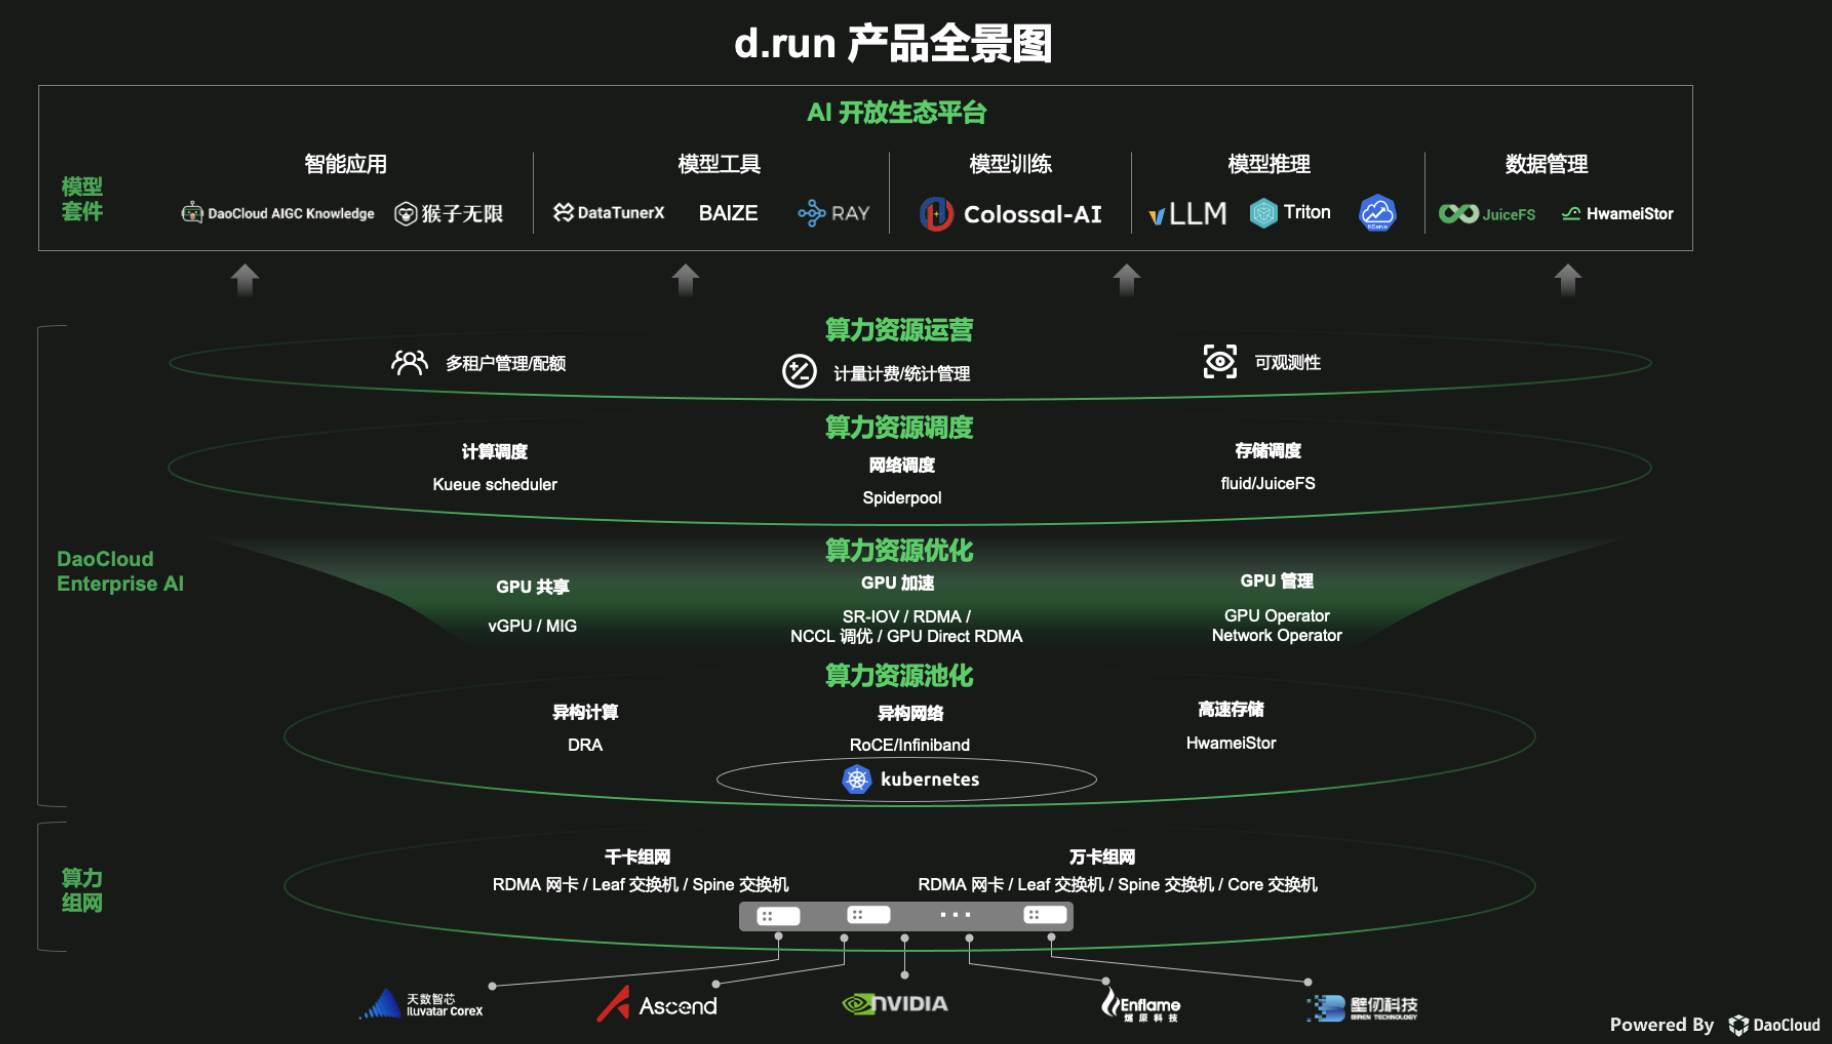 d.run 产品全景图
AI 开放生态平台
模型
套件
智能应用
DaoCloud AIGC Knowledge
猴子无限
模型工具
DataTunerX
BAIZE
RAY
模型训练
Colossal-AI
模型推理
vLLM
Triton
KServe
数据管理
JuiceFS
HwameiStor
DaoCloud
Enterprise AI
算力资源运营
多租户管理/配额
计量计费/统计管理
可观测性
算力资源调度
计算调度
Kueue scheduler
网络调度
Spiderpool
存储调度
fluid/JuiceFS
算力资源优化
GPU 共享
vGPU / MIG
GPU 加速
SR-IOV / RDMA /
NCCL 调优 / GPU Direct RDMA
GPU 管理
GPU Operator
Network Operator
算力资源池化
异构计算
DRA
异构网络
RoCE/Infiniband
高速存储
HwameiStor
kubernetes
算力
组网
千卡组网
RDMA 网卡 / Leaf 交换机 / Spine 交换机
万卡组网
RDMA 网卡 / Leaf 交换机 / Spine 交换机 / Core 交换机
天数智芯
Iluvatar CoreX
Ascend
NVIDIA
Enflame
燧原科技
壁仞科技
BIREN TECHNOLOGY
Powered By DaoCloud